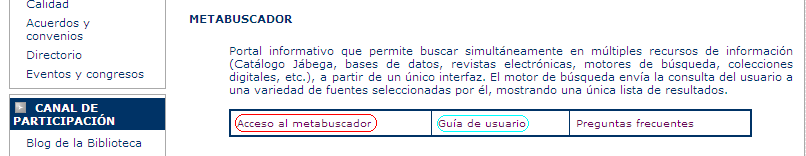 Calidad
Acuerdos y
convenios
Directorio
Eventos y congresos
CANAL DE
PARTICIPACIÓN
Blog de la Biblioteca
METABUSCADOR
Portal informativo que permite buscar simultáneamente en múltiples recursos de información
(Catálogo Jábega, bases de datos, revistas electrónicas, motores de búsqueda, colecciones
digitales, etc.), a partir de un único interfaz. El motor de búsqueda envía la consulta del usuario a
una variedad de fuentes seleccionadas por él, mostrando una única lista de resultados.
Acceso al metabuscador Guía de usuario Preguntas frecuentes